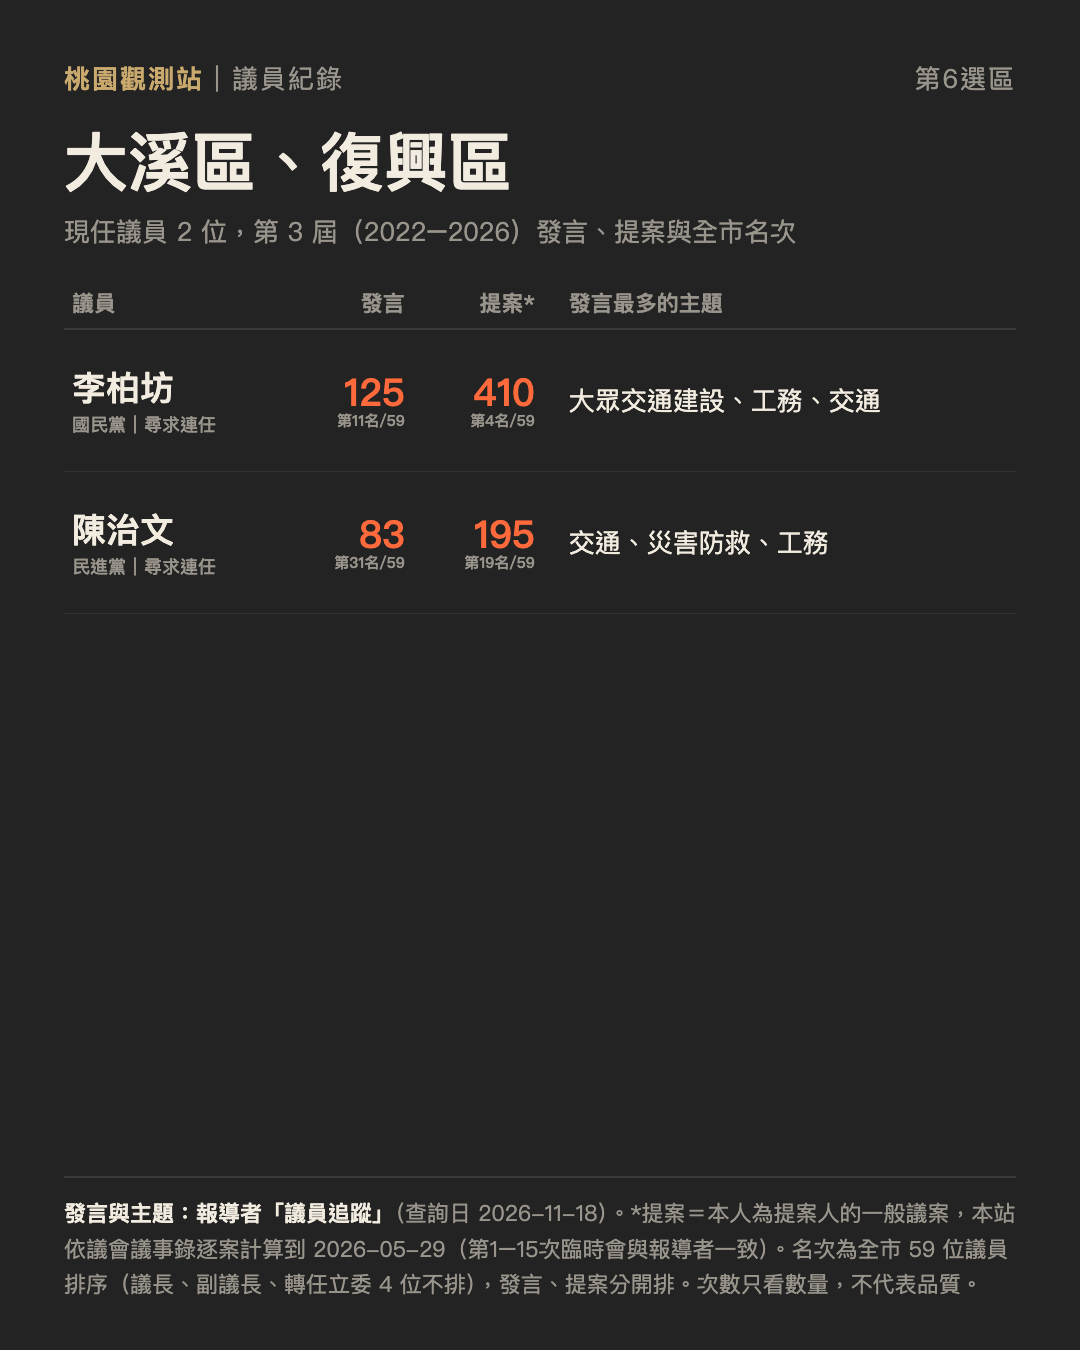 桃園觀測站｜議員紀錄
第6選區
大溪區、復興區
現任議員 2 位，第 3 屆（2022—2026）發言、提案與全市名次
議員 發言 提案* 發言最多的主題
李柏坊 125 410 大眾交通建設、工務、交通
國民黨｜尋求連任 第11名/59 第4名/59
陳治文 83 195 交通、災害防救、工務
民進黨｜尋求連任 第31名/59 第19名/59
發言與主題：報導者「議員追蹤」（查詢日 2026–11–18）。*提案＝本人為提案人的一般議案，本站
依議會議事錄逐案計算到 2026–05–29（第1—15次臨時會與報導者一致）。名次為全市 59 位議員
排序（議長、副議長、轉任立委 4 位不排），發言、提案分開排。次數只看數量，不代表品質。